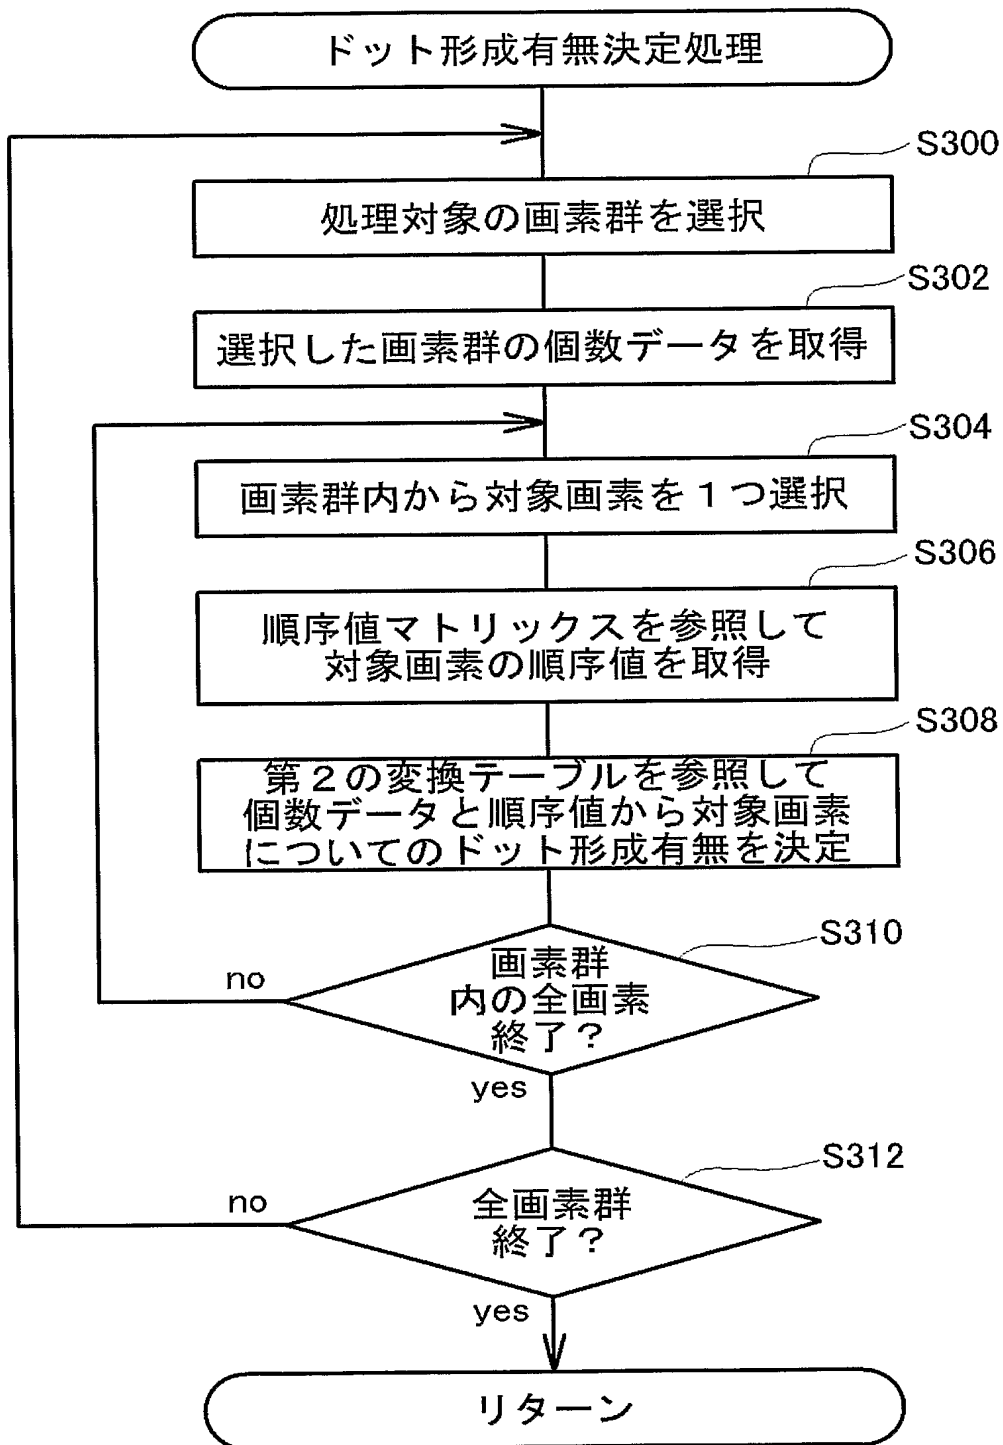 ドット形成有無決定処理
S300
処理対象の画素群を選択
S302
選択した画素群の個数データを取得
S304
画素群内から対象画素を１つ選択
S306
順序値マトリックスを参照して
対象画素の順序値を取得
S308
第２の変換テーブルを参照して
個数データと順序値から対象画素
についてのドット形成有無を決定
S310
画素群
内の全画素
終了？
no
yes
S312
全画素群
終了？
no
yes
リターン